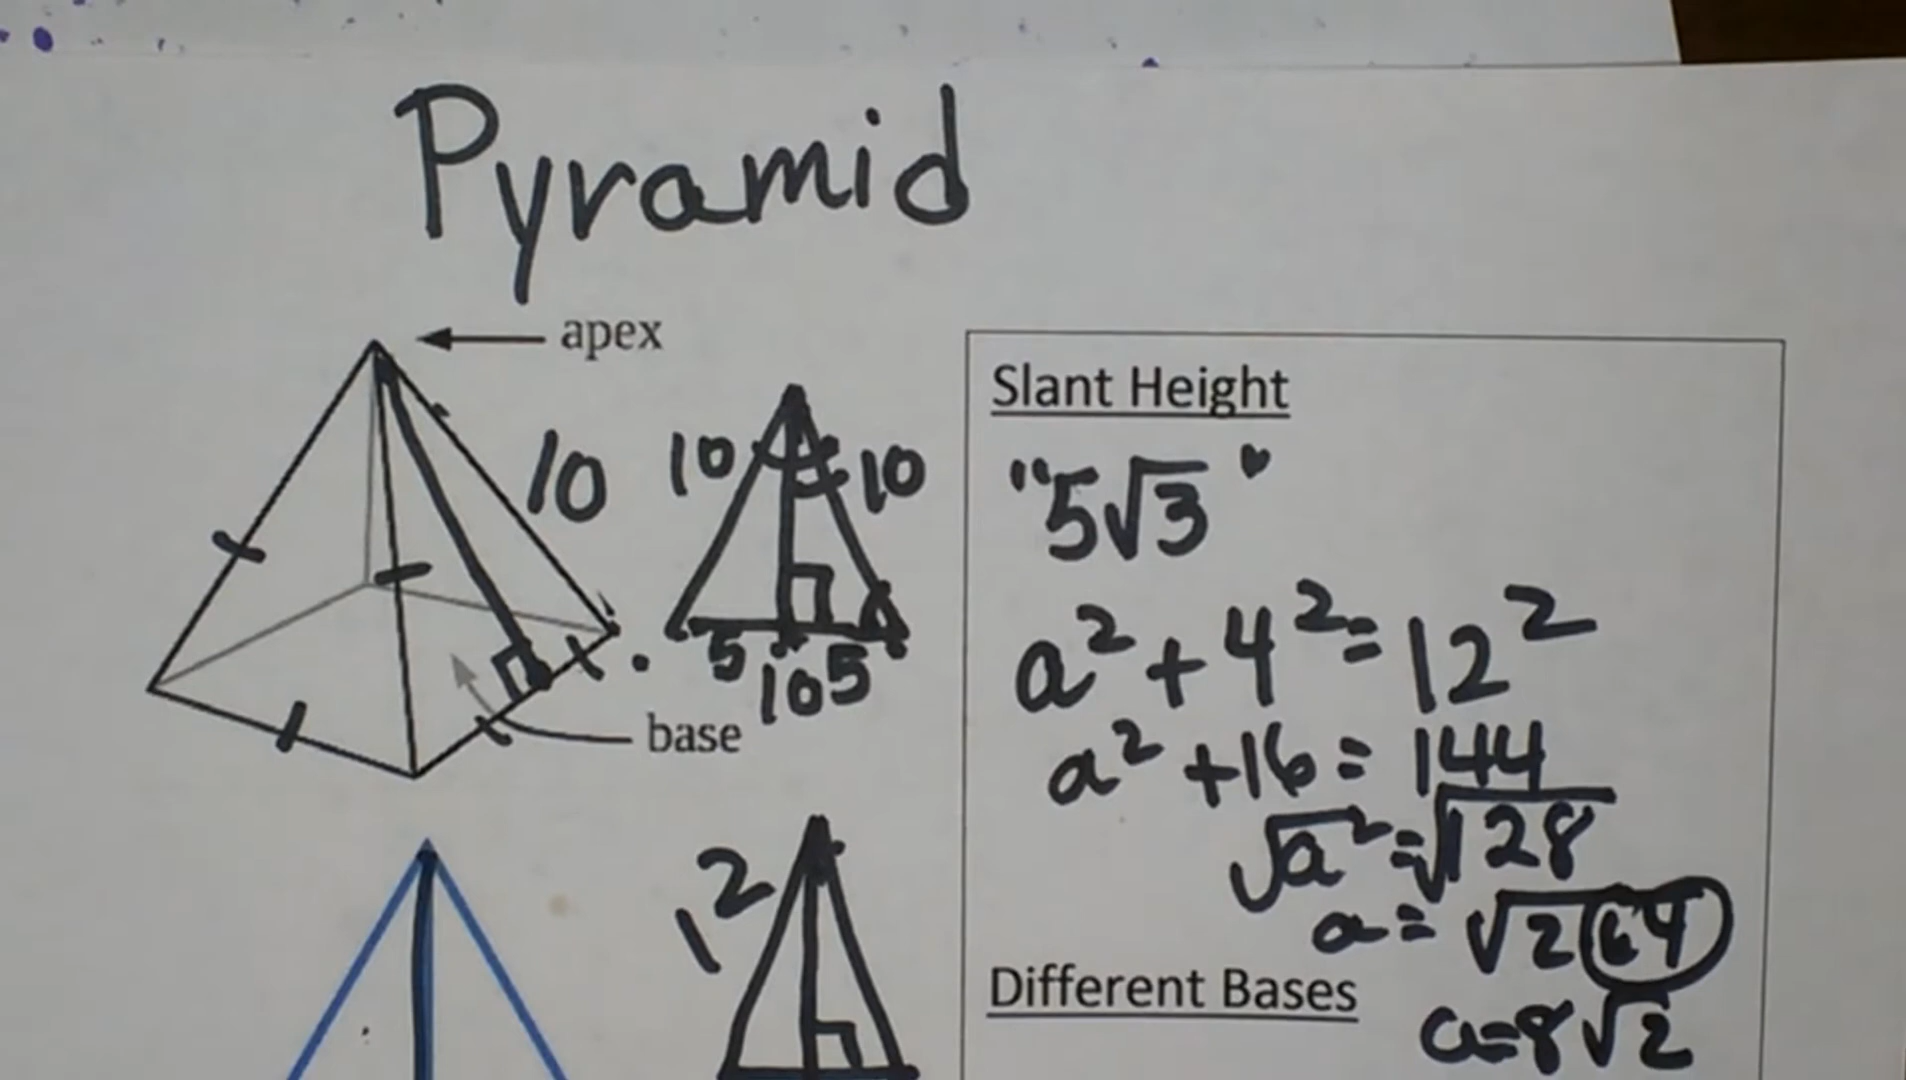 Pyramid
apex
10
10
10
5
10
5
base
12
Slant Height
"5√3"
a² + 4² = 12²
a² + 16 = 144
√a² = √128
a = √2(64)
a = 8√2
Different Bases